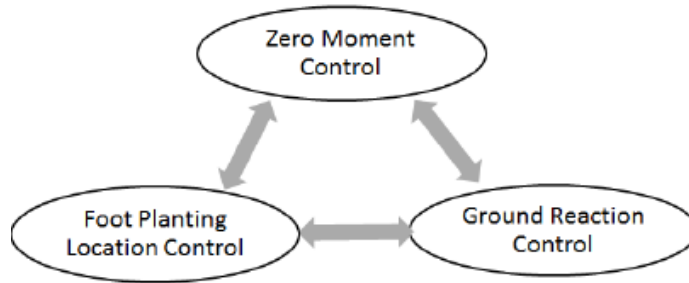 Zero Moment
Control
Foot Planting
Location Control
Ground Reaction
Control